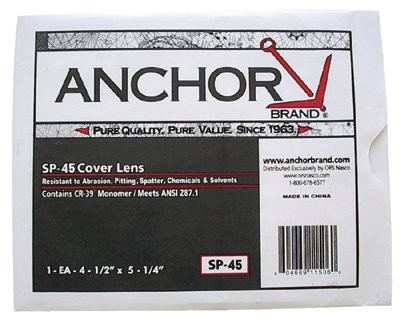 ANCHOR
BRAND®
PURE QUALITY. PURE VALUE. SINCE 1963.
SP-45 Cover Lens
Resistant to Abrasion, Pitting, Spatter, Chemicals & Solvents
Contains CR-39 Monomer / Meets ANSI Z87.1
1 - EA - 4 - 1/2" x 5 - 1/4"
SP-45
www.anchorbrand.com
Distributed Exclusively by ORS Nasco
www.orsnasco.com
1-800-678-6577
MADE IN CHINA